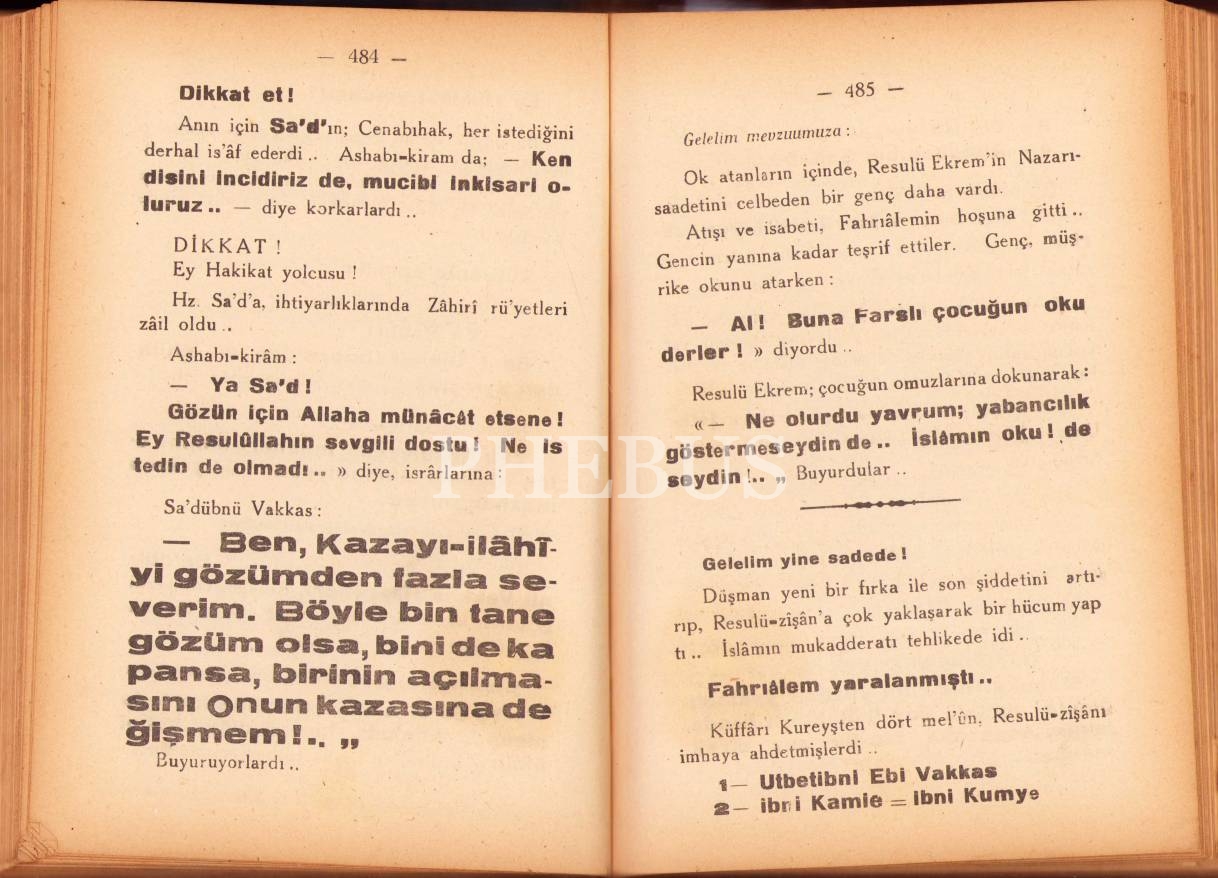 — 484 —
Dikkat et!
Anın için Sa'd'ın; Cenabıhak, her istediğini
derhal is'âf ederdi .. Ashabı-kiram da; — Ken
disini incidiriz de, mucibi inkisari o-
luruz .. — diye korkarlardı ..
DİKKAT !
Ey Hakikat yolcusu !
Hz. Sa'd'a, ihtiyarlıklarında Zâhirî rü'yetleri
zâil oldu ..
Ashabı-kirâm :
— Ya Sa'd !
Gözün için Allaha münâcât etsene !
Ey Resulûllahın sevgili dostu ! Ne is
tedin de olmadı .. » diye, isrârlarına :
Sa'dübnü Vakkas :
— Ben, Kazayı-ilâhî-
yi gözümden fazla se-
verim. Böyle bin tane
gözüm olsa, bini de ka
pansa, birinin açılma-
sını Onun kazasına de
ğişmem !.. „
Buyuruyorlardı ..
— 485 —
Gelelim mevzuumuza :
Ok atanların içinde, Resulü Ekrem'in Nazarı-
saadetini celbeden bir genç daha vardı.
Atışı ve isabeti, Fahrıâlemin hoşuna gitti ..
Gencin yanına kadar teşrif ettiler. Genç, müş-
rike okunu atarken :
— Al ! Buna Farslı çocuğun oku
derler ! » diyordu ..
Resulü Ekrem; çocuğun omuzlarına dokunarak :
«— Ne olurdu yavrum; yabancılık
göstermeseydin de .. İslâmın oku ! de
seydin !.. „ Buyurdular ..
Gelelim yine sadede !
Düşman yeni bir fırka ile son şiddetini artı-
rıp, Resulü-zîşân'a çok yaklaşarak bir hücum yap
tı .. İslâmın mukadderatı tehlikede idi ..
Fahrıâlem yaralanmıştı ..
Küffârı Kureyşten dört mel'ûn, Resulü-zîşânı
imhaya ahdetmişlerdi ..
1— Utbetibni Ebi Vakkas
2— ibni Kamie = ibni Kumye
PHEBUS